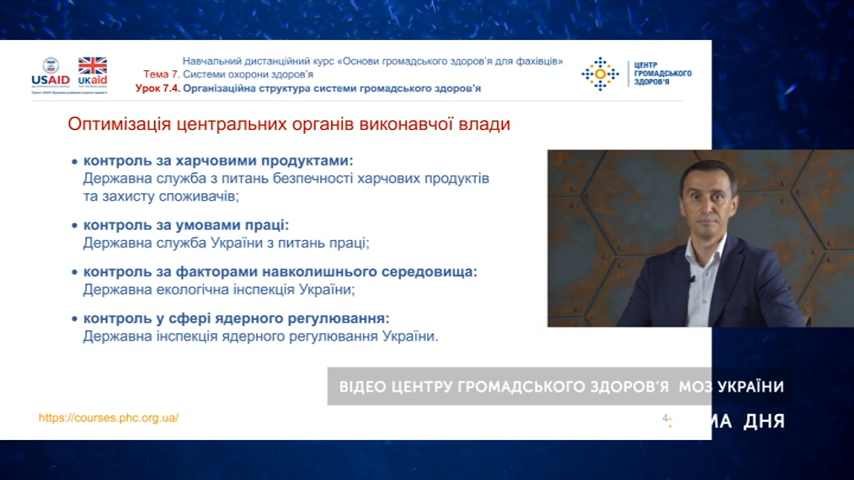 Навчальний дистанційний курс «Основи громадського здоров'я для фахівців»
Тема 7. Системи охорони здоров'я
Урок 7.4. Організаційна структура системи громадського здоров'я
USAID
UKaid
ЦЕНТР
ГРОМАДСЬКОГО
ЗДОРОВ'Я
Оптимізація центральних органів виконавчої влади
• контроль за харчовими продуктами:
Державна служба з питань безпечності харчових продуктів
та захисту споживачів;
• контроль за умовами праці:
Державна служба України з питань праці;
• контроль за факторами навколишнього середовища:
Державна екологічна інспекція України;
• контроль у сфері ядерного регулювання:
Державна інспекція ядерного регулювання України.
ВІДЕО ЦЕНТРУ ГРОМАДСЬКОГО ЗДОРОВ'Я МОЗ УКРАЇНИ
https://courses.phc.org.ua/
4
МА ДНЯ